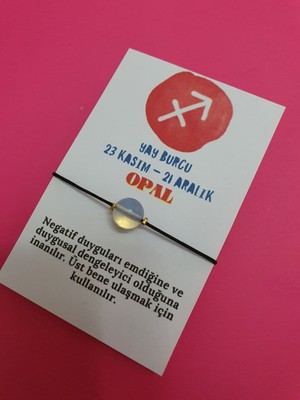 YAY BURCU
23 KASIM – 21 ARALIK
OPAL
Negatif duyguları emdiğine ve
duygusal dengeleyici olduğuna
inanılır. Üst bene ulaşmak için
kullanılır.